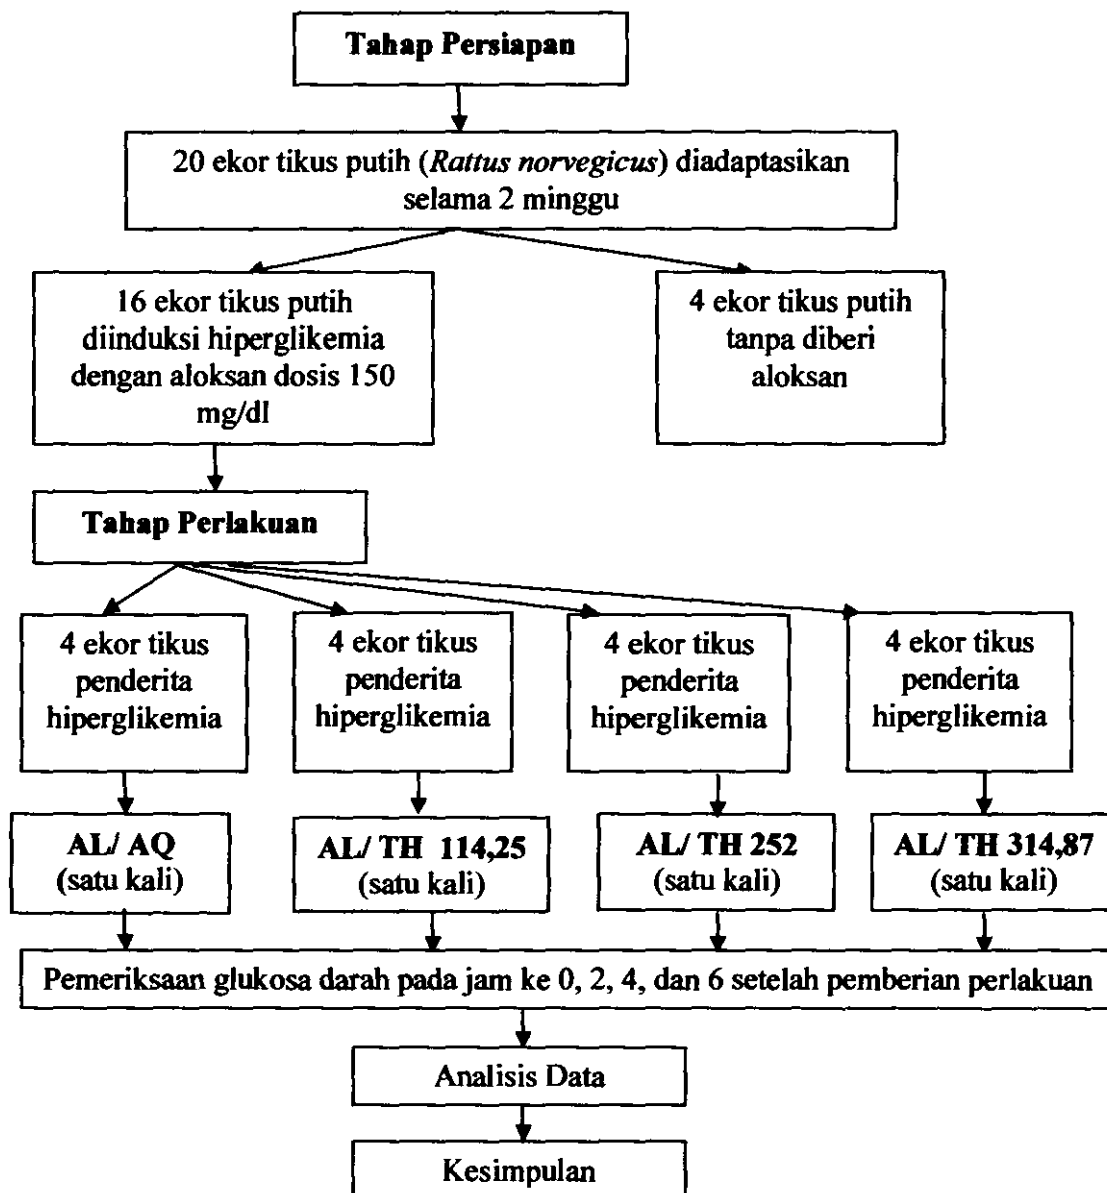 Tahap Persiapan
20 ekor tikus putih (Rattus norvegicus) diadaptasikan
selama 2 minggu
16 ekor tikus putih
diinduksi hiperglikemia
dengan aloksan dosis 150
mg/dl
4 ekor tikus putih
tanpa diberi
aloksan
Tahap Perlakuan
4 ekor tikus
penderita
hiperglikemia
4 ekor tikus
penderita
hiperglikemia
4 ekor tikus
penderita
hiperglikemia
4 ekor tikus
penderita
hiperglikemia
AL/ AQ
(satu kali)
AL/ TH 114,25
(satu kali)
AL/ TH 252
(satu kali)
AL/ TH 314,87
(satu kali)
Pemeriksaan glukosa darah pada jam ke 0, 2, 4, dan 6 setelah pemberian perlakuan
Analisis Data
Kesimpulan